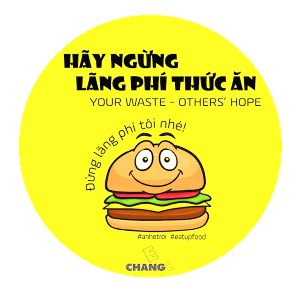 HÃY NGỪNG
LÃNG PHÍ THỨC ĂN
YOUR WASTE - OTHERS' HOPE
Đừng lãng phí tôi nhé!
#anhetroi #eatupfood
CHANG